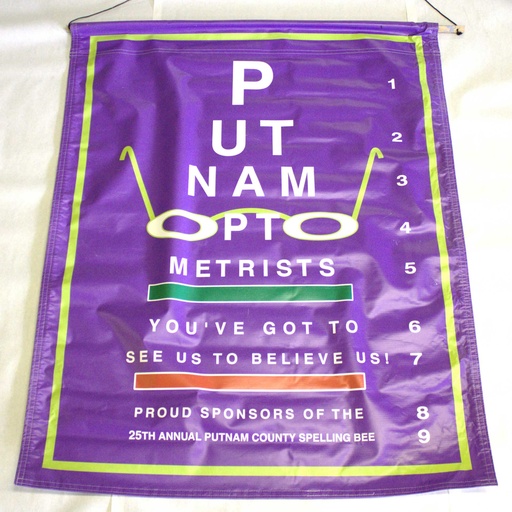 P 1
UT 2
NAM 3
OPTO 4
METRISTS 5
YOU'VE GOT TO 6
SEE US TO BELIEVE US! 7
PROUD SPONSORS OF THE 8
25TH ANNUAL PUTNAM COUNTY SPELLING BEE 9